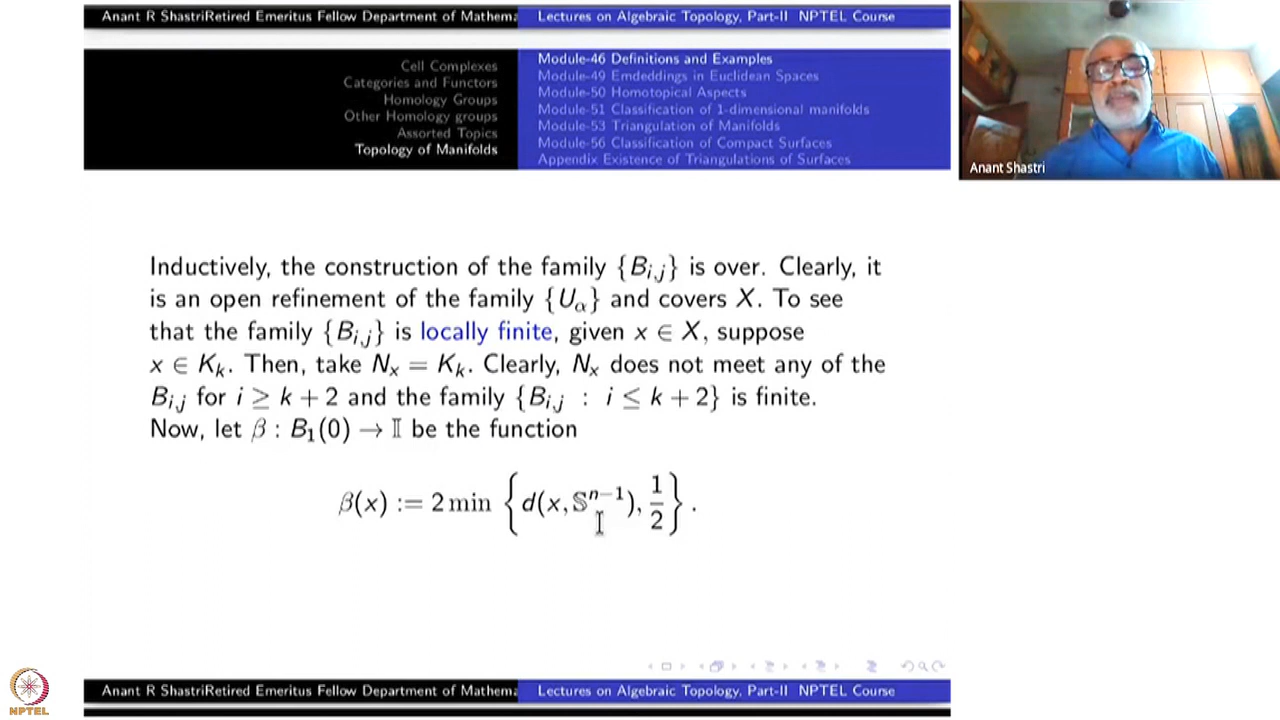 Anant R ShastriRetired Emeritus Fellow Department of Mathema
Lectures on Algebraic Topology, Part-II NPTEL Course
Cell Complexes
Categories and Functors
Homology Groups
Other Homology groups
Assorted Topics
Topology of Manifolds
Module-46 Definitions and Examples
Module-49 Emdeddings in Euclidean Spaces
Module-50 Homotopical Aspects
Module-51 Classification of 1-dimensional manifolds
Module-53 Triangulation of Manifolds
Module-56 Classification of Compact Surfaces
Appendix Existence of Triangulations of Surfaces
Anant Shastri
Inductively, the construction of the family {B_{i,j}} is over. Clearly, it
is an open refinement of the family {U_α} and covers X. To see
that the family {B_{i,j}} is locally finite, given x ∈ X, suppose
x ∈ K_k. Then, take N_x = K_k. Clearly, N_x does not meet any of the
B_{i,j} for i ≥ k + 2 and the family {B_{i,j} : i ≤ k + 2} is finite.
Now, let β : B_1(0) → 𝕀 be the function
β(x) := 2 min { d(x, 𝕊^{n−1}), 1/2 }.
Anant R ShastriRetired Emeritus Fellow Department of Mathema
Lectures on Algebraic Topology, Part-II NPTEL Course
NPTEL